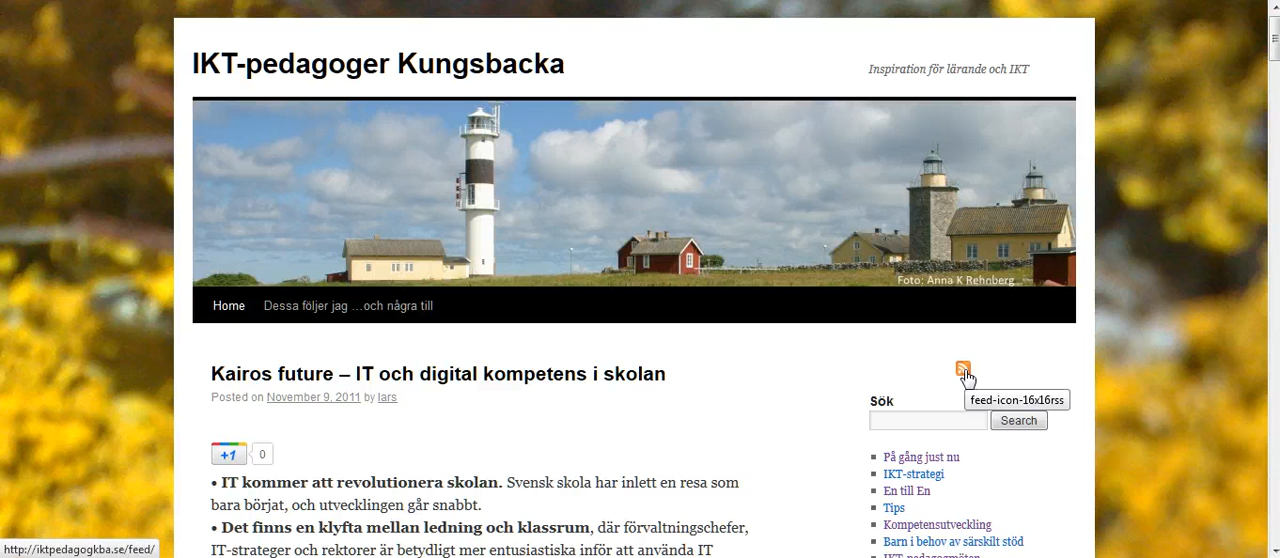 IKT-pedagoger Kungsbacka
Inspiration för lärande och IKT
Foto: Anna K Rehnberg
Home
Dessa följer jag …och några till
Kairos future – IT och digital kompetens i skolan
Posted on November 9, 2011 by lars
+1
0
• IT kommer att revolutionera skolan. Svensk skola har inlett en resa som
bara börjat, och utvecklingen går snabbt.
• Det finns en klyfta mellan ledning och klassrum, där förvaltningschefer,
IT-strateger och rektorer är betydligt mer entusiastiska inför att använda IT
feed-icon-16x16rss
Sök
Search
På gång just nu
IKT-strategi
En till En
Tips
Kompetensutveckling
Barn i behov av särskilt stöd
IKT-pedagogmöten
http://iktpedagogkba.se/feed/